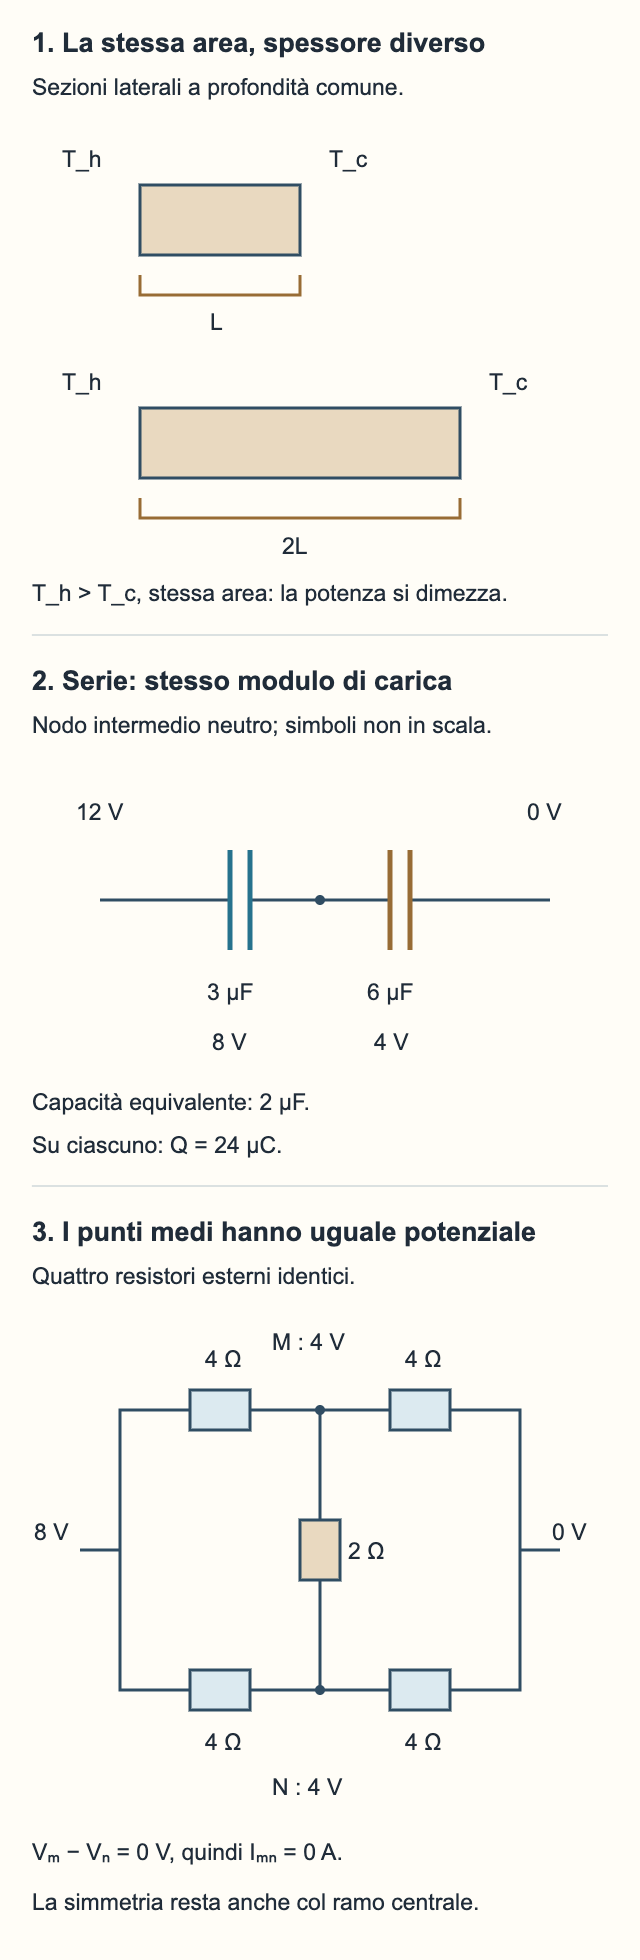 1. La stessa area, spessore diverso
Sezioni laterali a profondità comune.
T_h
T_c
L
T_h
T_c
2L
T_h > T_c, stessa area: la potenza si dimezza.
2. Serie: stesso modulo di carica
Nodo intermedio neutro; simboli non in scala.
12 V
0 V
3 µF
6 µF
8 V
4 V
Capacità equivalente: 2 µF.
Su ciascuno: Q = 24 µC.
3. I punti medi hanno uguale potenziale
Quattro resistori esterni identici.
M : 4 V
4 Ω
4 Ω
8 V
0 V
2 Ω
4 Ω
4 Ω
N : 4 V
Vₘ − Vₙ = 0 V, quindi Iₘₙ = 0 A.
La simmetria resta anche col ramo centrale.